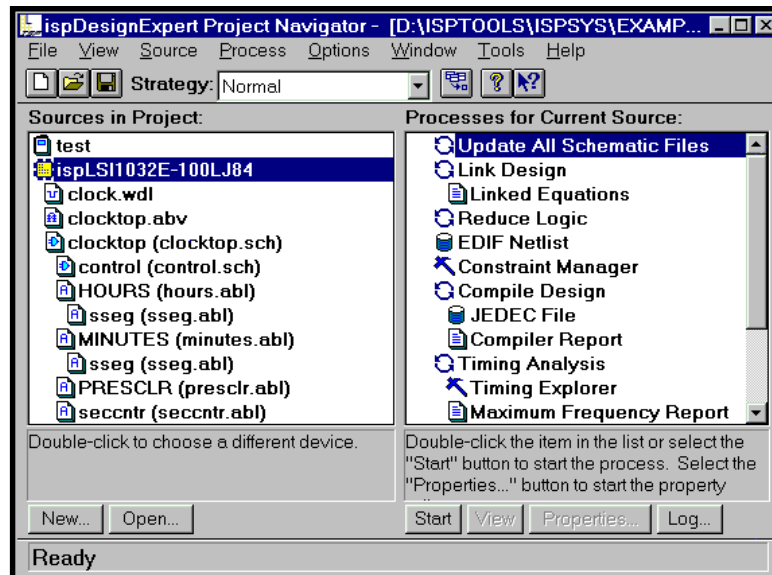 ispDesignExpert Project Navigator - [D:\ISPTOOLS\ISPSYS\EXAMP...
File View Source Process Options Window Tools Help
Strategy: Normal
Sources in Project:
test
ispLSI1032E-100LJ84
clock.wdl
clocktop.abv
clocktop (clocktop.sch)
control (control.sch)
HOURS (hours.abl)
sseg (sseg.abl)
MINUTES (minutes.abl)
sseg (sseg.abl)
PRESCLR (presclr.abl)
seccntr (seccntr.abl)
Double-click to choose a different device.
New... Open...
Processes for Current Source:
Update All Schematic Files
Link Design
Linked Equations
Reduce Logic
EDIF Netlist
Constraint Manager
Compile Design
JEDEC File
Compiler Report
Timing Analysis
Timing Explorer
Maximum Frequency Report
Double-click the item in the list or select the
"Start" button to start the process. Select the
"Properties..." button to start the property
Start View Properties... Log...
Ready